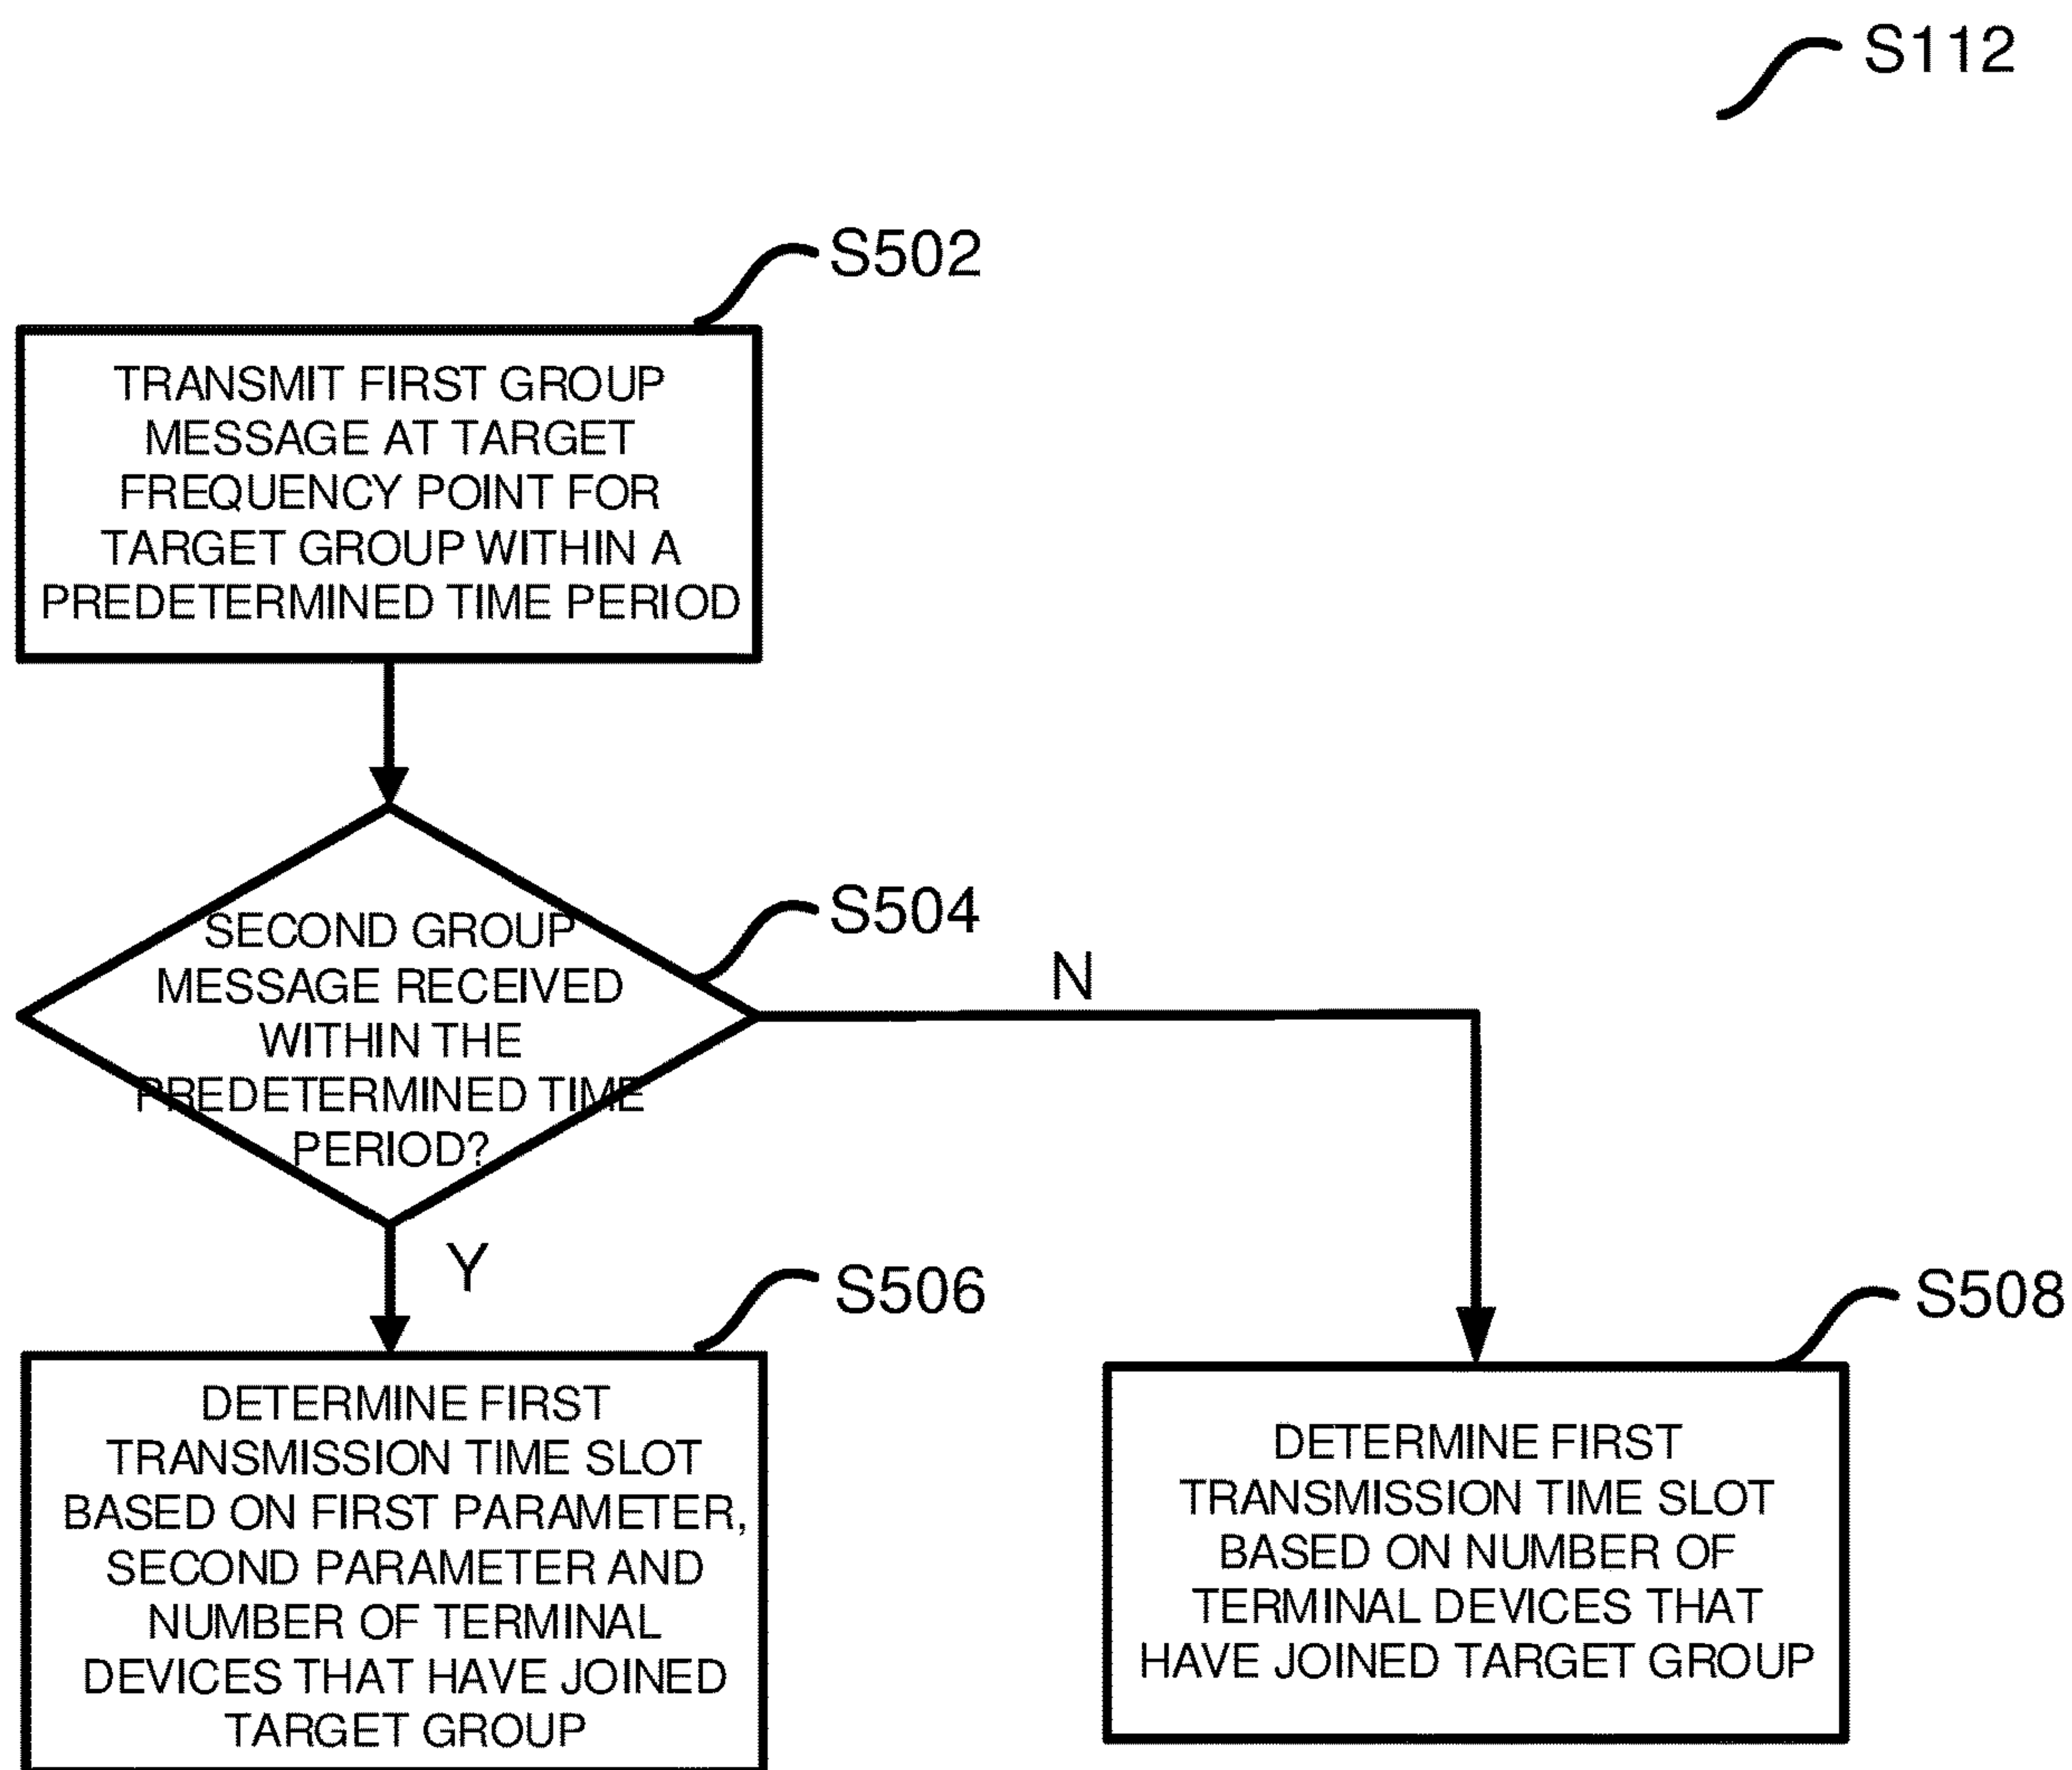 S112
S502
TRANSMIT FIRST GROUP
MESSAGE AT TARGET
FREQUENCY POINT FOR
TARGET GROUP WITHIN A
PREDETERMINED TIME PERIOD
S504
SECOND GROUP
MESSAGE RECEIVED
WITHIN THE
PREDETERMINED TIME
PERIOD?
N
Y
S506
DETERMINE FIRST
TRANSMISSION TIME SLOT
BASED ON FIRST PARAMETER,
SECOND PARAMETER AND
NUMBER OF TERMINAL
DEVICES THAT HAVE JOINED
TARGET GROUP
S508
DETERMINE FIRST
TRANSMISSION TIME SLOT
BASED ON NUMBER OF
TERMINAL DEVICES THAT
HAVE JOINED TARGET GROUP